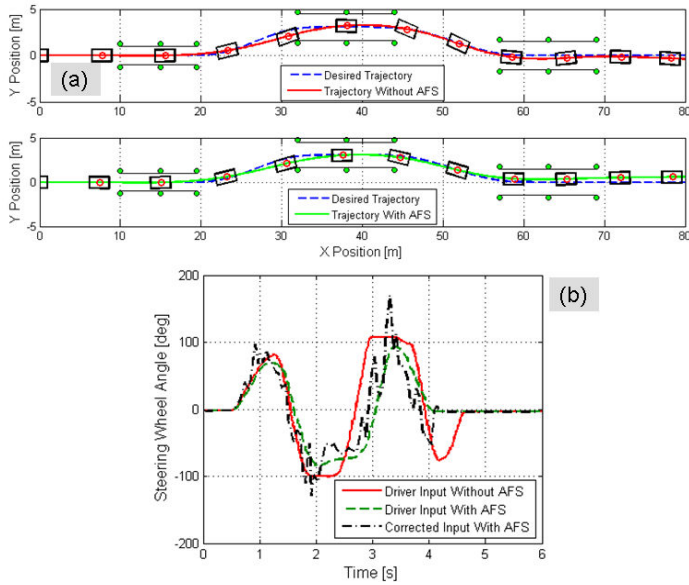 5
0
-5
Y Position [m]
(a)
Desired Trajectory
Trajectory Without AFS
0 10 20 30 40 50 60 70 80
5
0
-5
Y Position [m]
Desired Trajectory
Trajectory With AFS
0 10 20 30 40 50 60 70 80
X Position [m]
200
100
0
-100
-200
Steering Wheel Angle [deg]
(b)
Driver Input Without AFS
Driver Input With AFS
Corrected Input With AFS
0 1 2 3 4 5 6
Time [s]